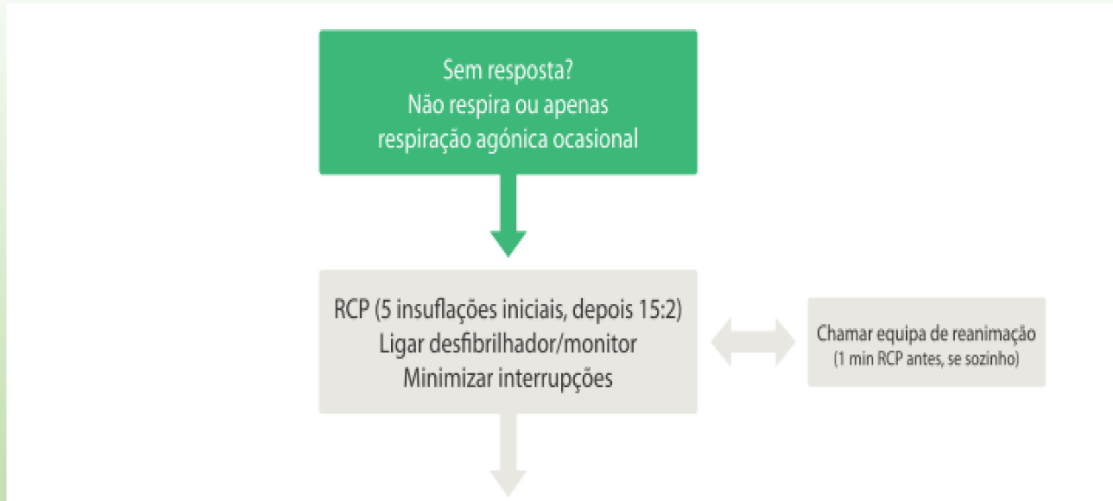 Sem resposta?
Não respira ou apenas
respiração agónica ocasional
RCP (5 insuflações iniciais, depois 15:2)
Ligar desfibrilhador/monitor
Minimizar interrupções
Chamar equipa de reanimação
(1 min RCP antes, se sozinho)